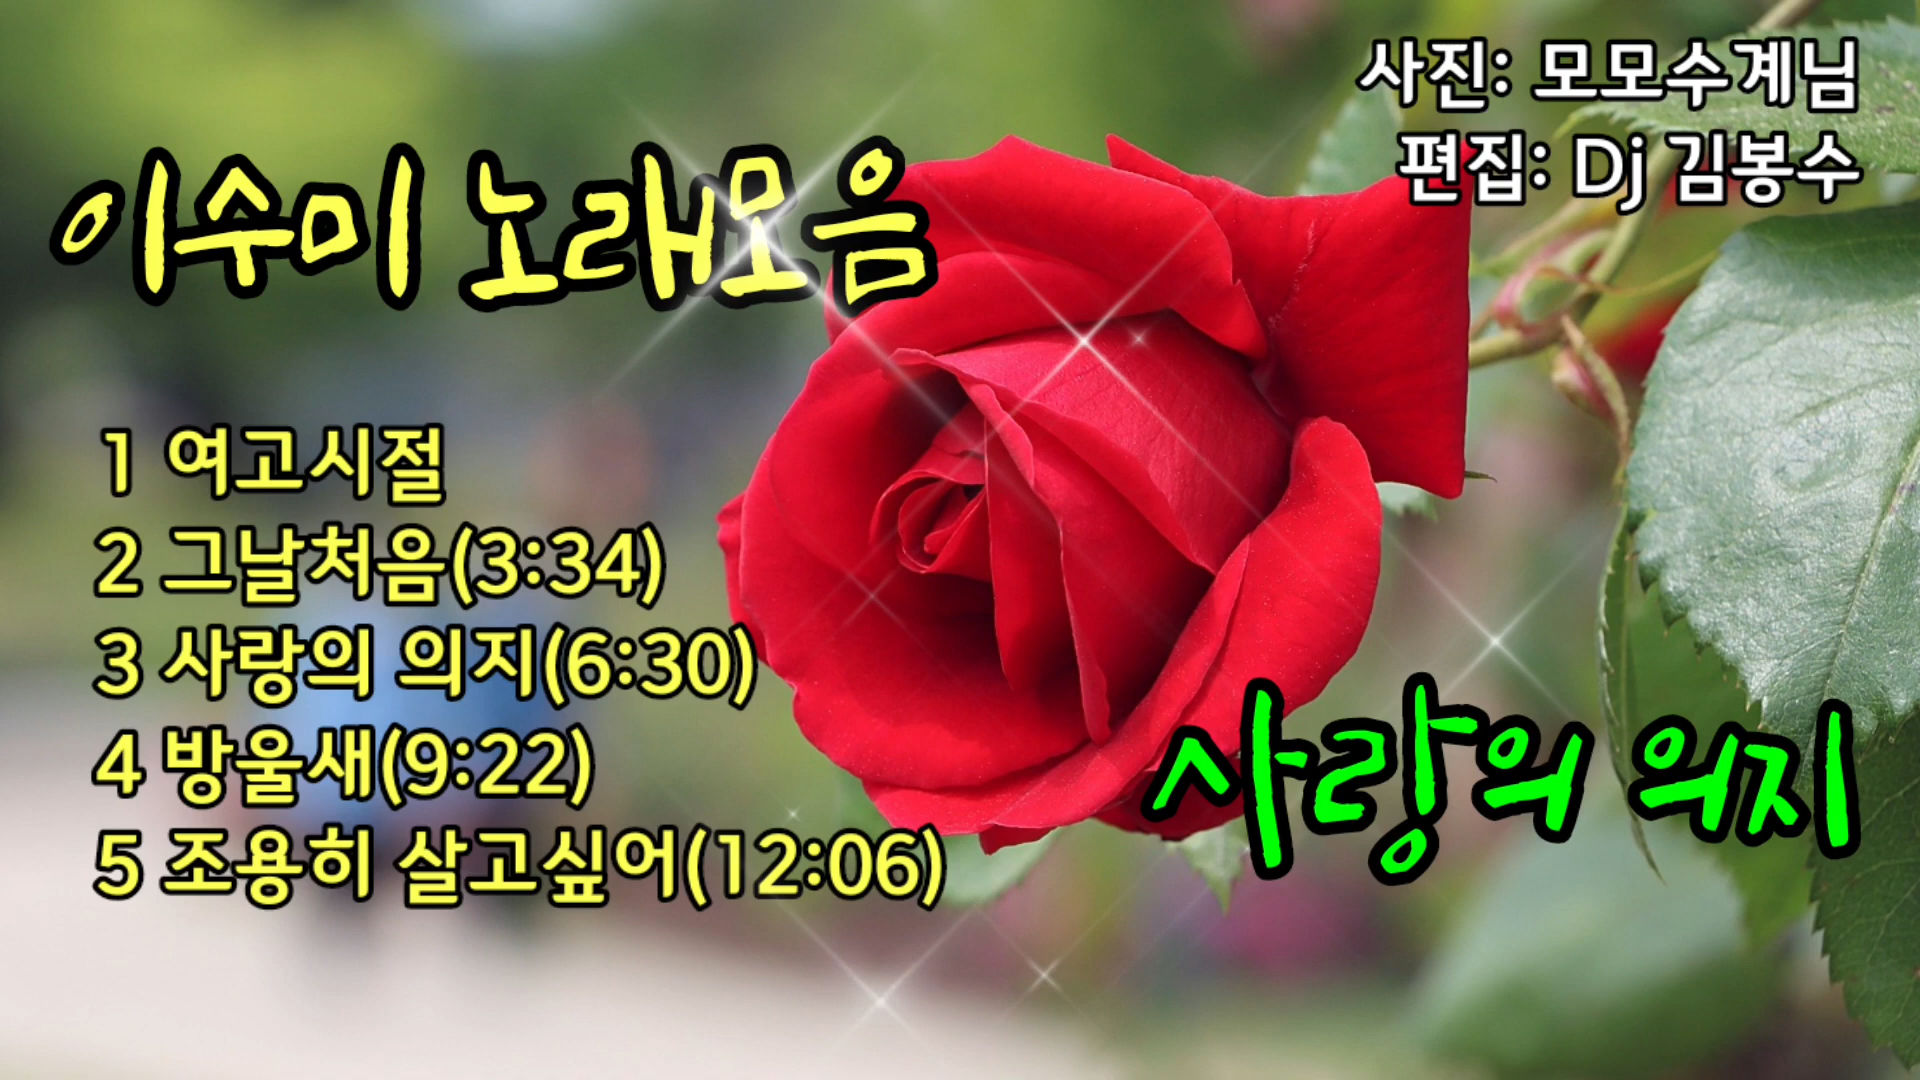 사진: 모모수계님
편집: Dj 김봉수
이수미 노래모음
1 여고시절
2 그날처음(3:34)
3 사랑의 의지(6:30)
4 방울새(9:22)
5 조용히 살고싶어(12:06)
사랑의 의지